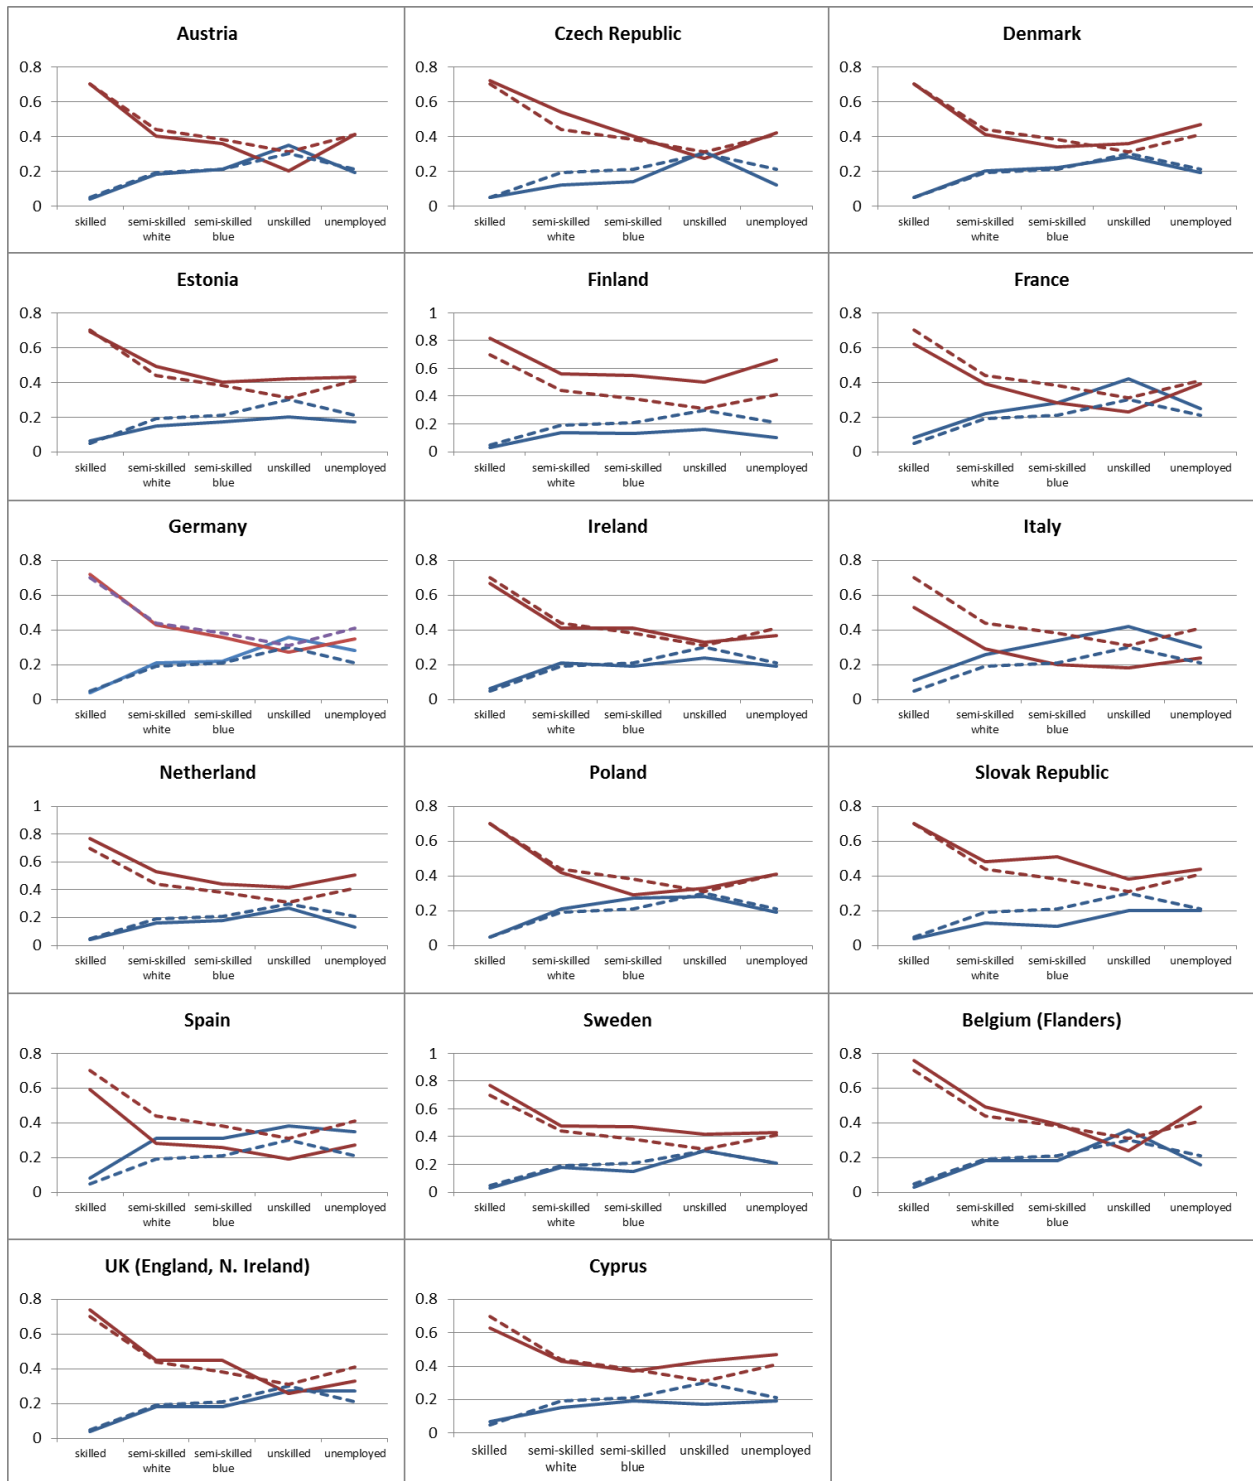 Austria
0.8
0.6
0.4
0.2
0
skilled
semi-skilled
white
semi-skilled
blue
unskilled
unemployed
Czech Republic
0.8
0.6
0.4
0.2
0
skilled
semi-skilled
white
semi-skilled
blue
unskilled
unemployed
Denmark
0.8
0.6
0.4
0.2
0
skilled
semi-skilled
white
semi-skilled
blue
unskilled
unemployed
Estonia
0.8
0.6
0.4
0.2
0
skilled
semi-skilled
white
semi-skilled
blue
unskilled
unemployed
Finland
1
0.8
0.6
0.4
0.2
0
skilled
semi-skilled
white
semi-skilled
blue
unskilled
unemployed
France
0.8
0.6
0.4
0.2
0
skilled
semi-skilled
white
semi-skilled
blue
unskilled
unemployed
Germany
0.8
0.6
0.4
0.2
0
skilled
semi-skilled
white
semi-skilled
blue
unskilled
unemployed
Ireland
0.8
0.6
0.4
0.2
0
skilled
semi-skilled
white
semi-skilled
blue
unskilled
unemployed
Italy
0.8
0.6
0.4
0.2
0
skilled
semi-skilled
white
semi-skilled
blue
unskilled
unemployed
Netherland
1
0.8
0.6
0.4
0.2
0
skilled
semi-skilled
white
semi-skilled
blue
unskilled
unemployed
Poland
0.8
0.6
0.4
0.2
0
skilled
semi-skilled
white
semi-skilled
blue
unskilled
unemployed
Slovak Republic
0.8
0.6
0.4
0.2
0
skilled
semi-skilled
white
semi-skilled
blue
unskilled
unemployed
Spain
0.8
0.6
0.4
0.2
0
skilled
semi-skilled
white
semi-skilled
blue
unskilled
unemployed
Sweden
1
0.8
0.6
0.4
0.2
0
skilled
semi-skilled
white
semi-skilled
blue
unskilled
unemployed
Belgium (Flanders)
0.8
0.6
0.4
0.2
0
skilled
semi-skilled
white
semi-skilled
blue
unskilled
unemployed
UK (England, N. Ireland)
0.8
0.6
0.4
0.2
0
skilled
semi-skilled
white
semi-skilled
blue
unskilled
unemployed
Cyprus
0.8
0.6
0.4
0.2
0
skilled
semi-skilled
white
semi-skilled
blue
unskilled
unemployed